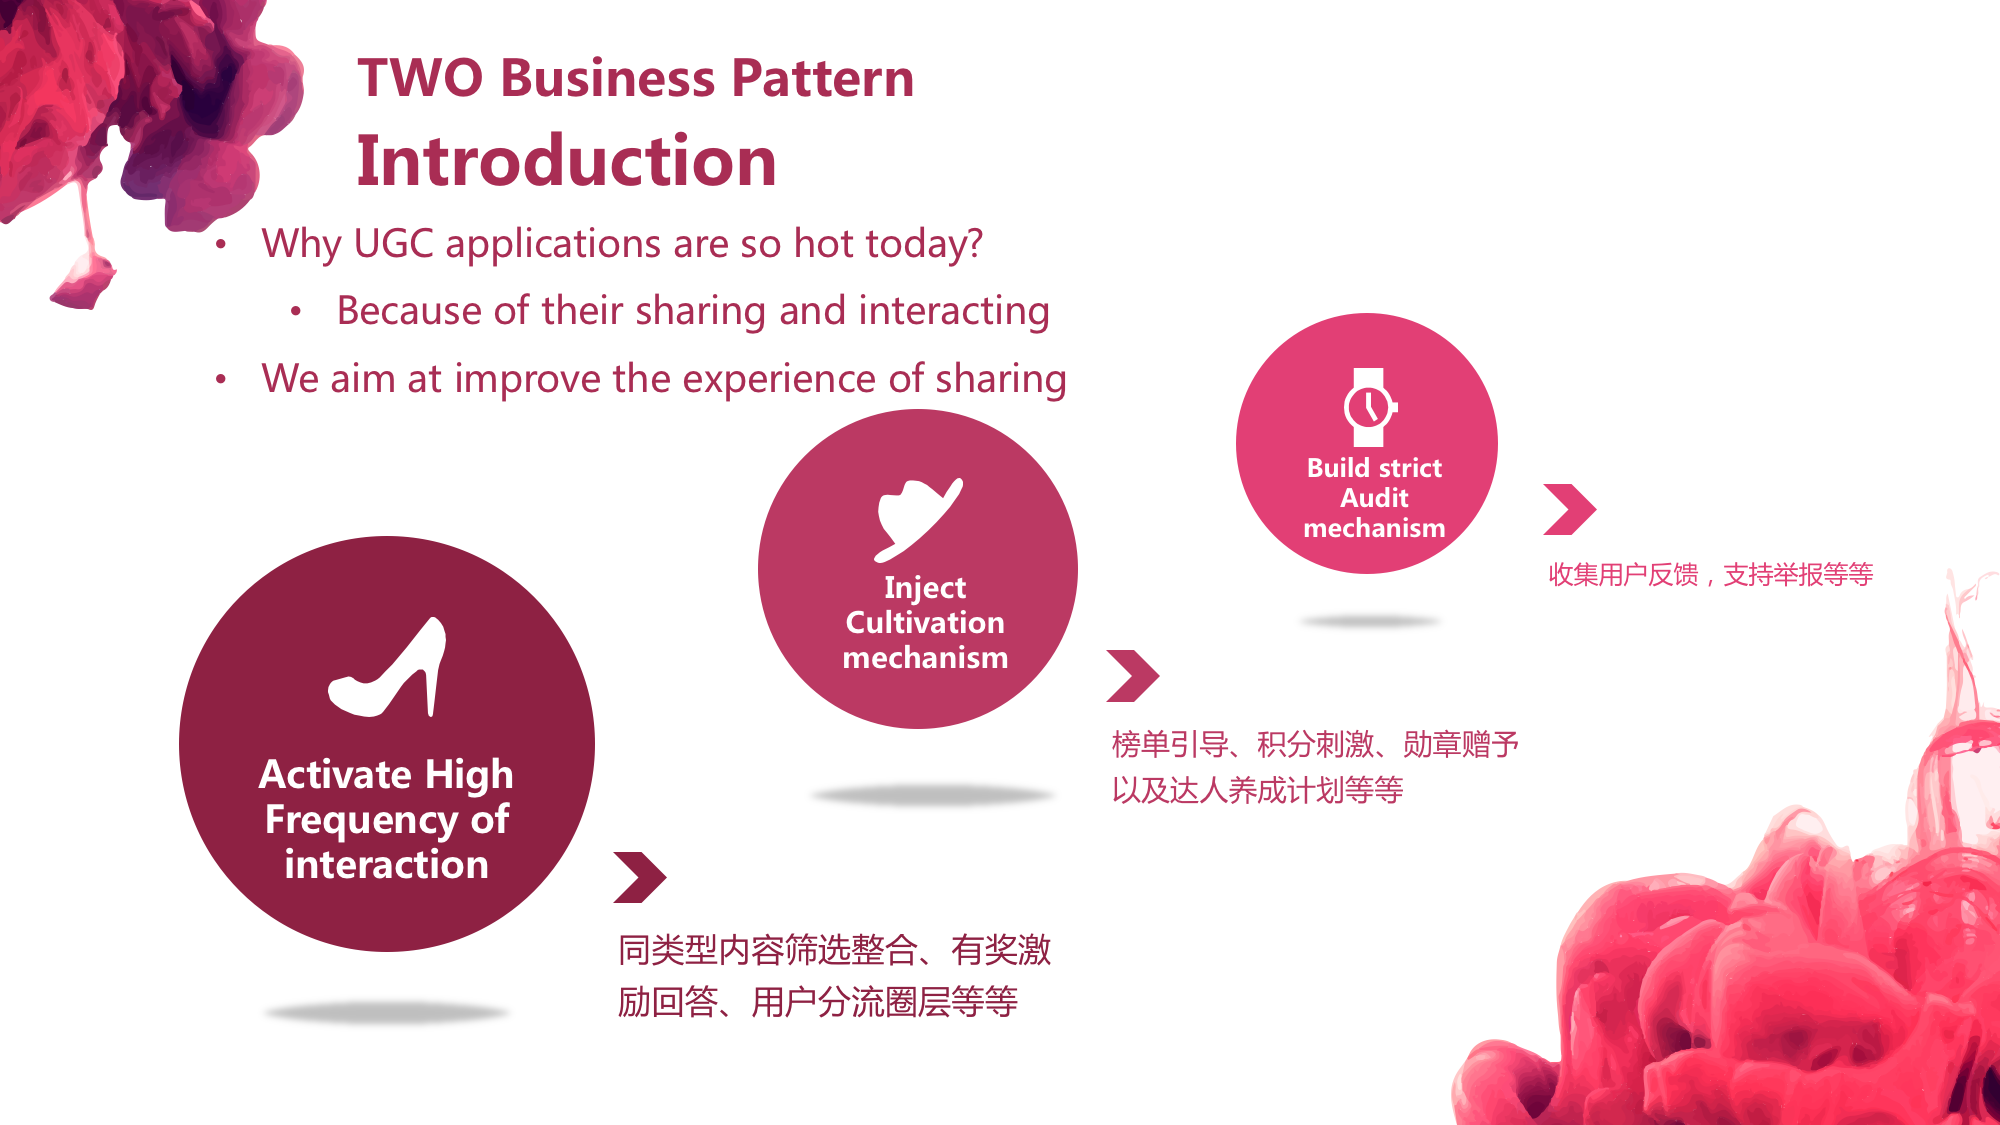 TWO Business Pattern
Introduction
• Why UGC applications are so hot today?
• Because of their sharing and interacting
• We aim at improve the experience of sharing
Build strict
Audit
mechanism
收集用户反馈，支持举报等等
Inject
Cultivation
mechanism
榜单引导、积分刺激、勋章赠予
以及达人养成计划等等
Activate High
Frequency of
interaction
同类型内容筛选整合、有奖激
励回答、用户分流圈层等等